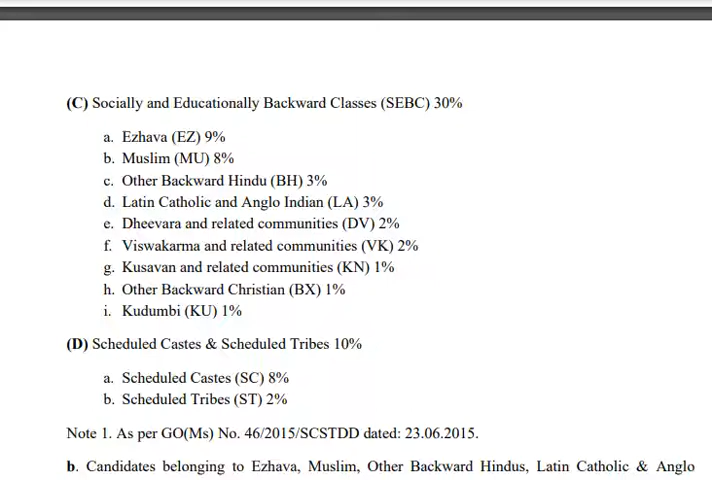 (C) Socially and Educationally Backward Classes (SEBC) 30%
a. Ezhava (EZ) 9%
b. Muslim (MU) 8%
c. Other Backward Hindu (BH) 3%
d. Latin Catholic and Anglo Indian (LA) 3%
e. Dheevara and related communities (DV) 2%
f. Viswakarma and related communities (VK) 2%
g. Kusavan and related communities (KN) 1%
h. Other Backward Christian (BX) 1%
i. Kudumbi (KU) 1%
(D) Scheduled Castes & Scheduled Tribes 10%
a. Scheduled Castes (SC) 8%
b. Scheduled Tribes (ST) 2%
Note 1. As per GO(Ms) No. 46/2015/SCSTDD dated: 23.06.2015.
b. Candidates belonging to Ezhava, Muslim, Other Backward Hindus, Latin Catholic & Anglo